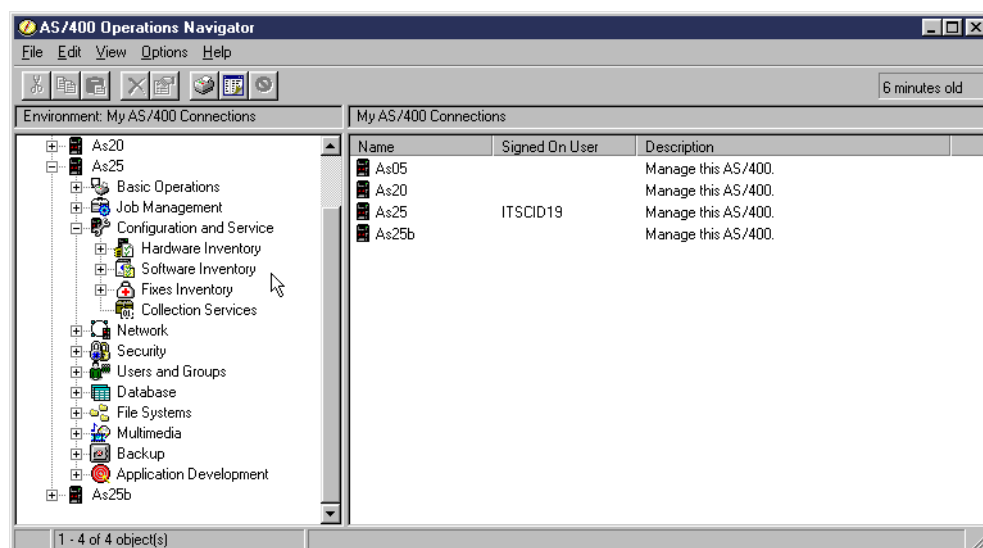 AS/400 Operations Navigator
File Edit View Options Help
6 minutes old
Environment: My AS/400 Connections
My AS/400 Connections
As20
As25
Basic Operations
Job Management
Configuration and Service
Hardware Inventory
Software Inventory
Fixes Inventory
Collection Services
Network
Security
Users and Groups
Database
File Systems
Multimedia
Backup
Application Development
As25b
Name Signed On User Description
As05 Manage this AS/400.
As20 Manage this AS/400.
As25 ITSCID19 Manage this AS/400.
As25b Manage this AS/400.
1 - 4 of 4 object(s)